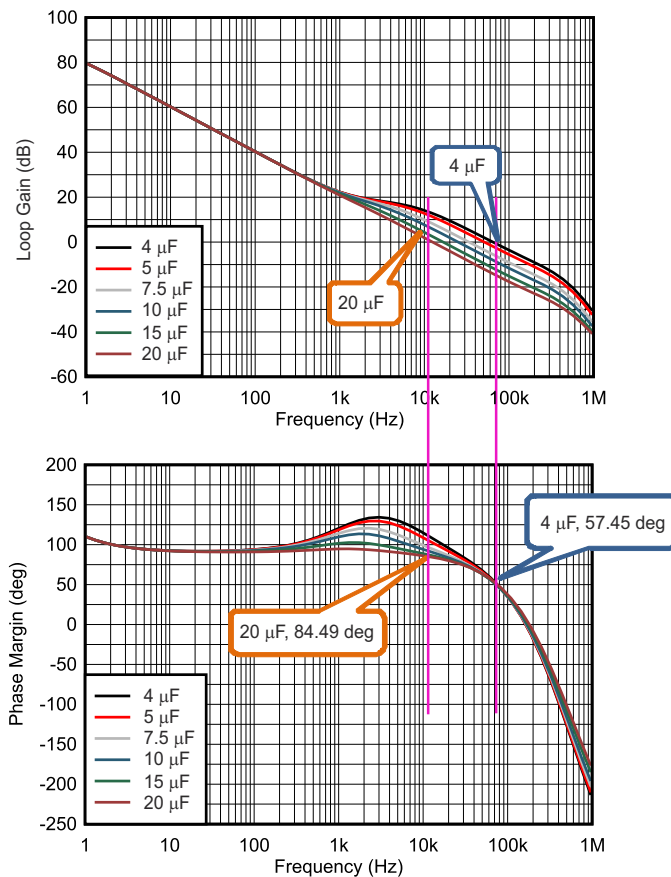 100
80
60
40
20
0
-20
-40
-60
Loop Gain (dB)
4 μF
20 μF
4 μF
5 μF
7.5 μF
10 μF
15 μF
20 μF
1 10 100 1k 10k 100k 1M
Frequency (Hz)
200
150
100
50
0
-50
-100
-150
-200
-250
Phase Margin (deg)
4 μF, 57.45 deg
20 μF, 84.49 deg
4 μF
5 μF
7.5 μF
10 μF
15 μF
20 μF
1 10 100 1k 10k 100k 1M
Frequency (Hz)